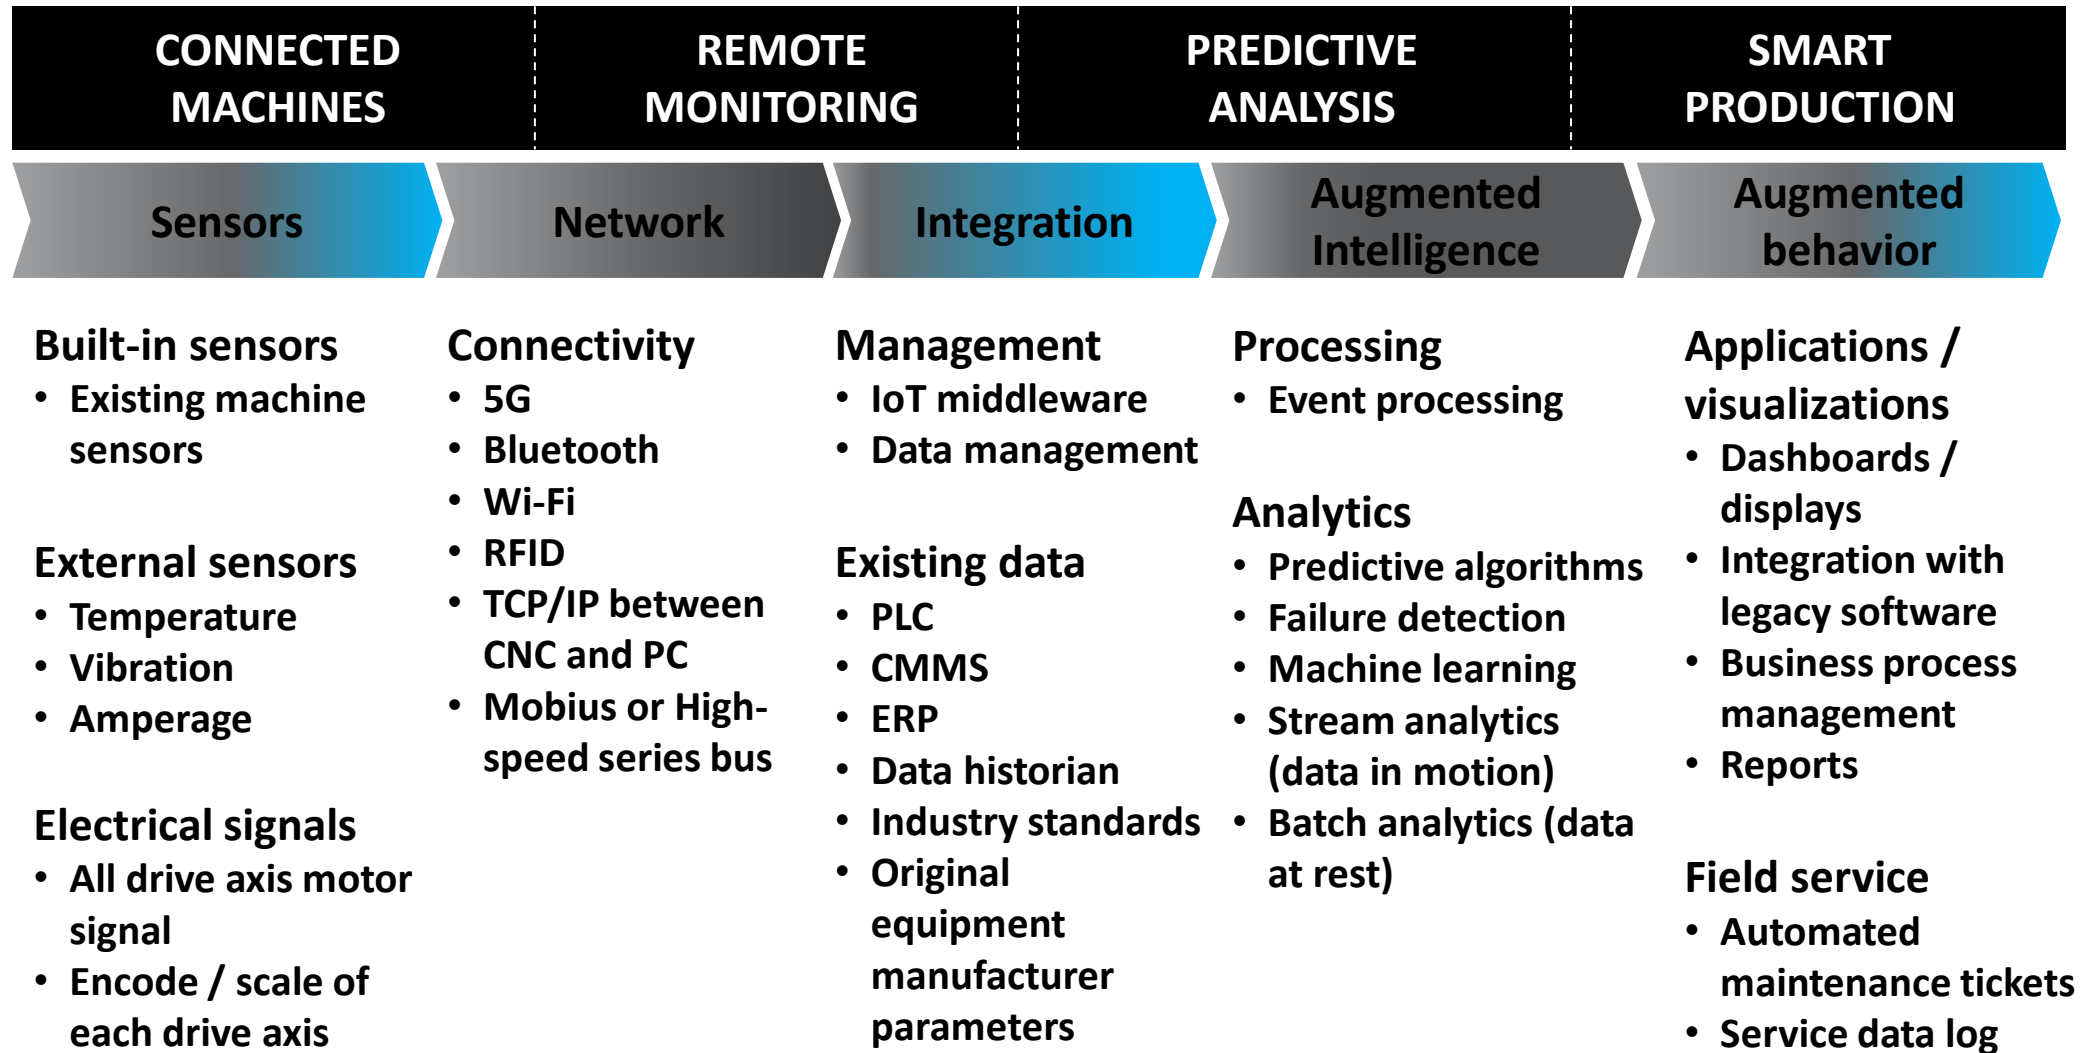 CONNECTED
MACHINES
REMOTE
MONITORING
PREDICTIVE
ANALYSIS
SMART
PRODUCTION
Sensors
Network
Integration
Augmented
Intelligence
Augmented
behavior
Built-in sensors
• Existing machine
sensors
External sensors
• Temperature
• Vibration
• Amperage
Electrical signals
• All drive axis motor
signal
• Encode / scale of
each drive axis
Connectivity
• 5G
• Bluetooth
• Wi-Fi
• RFID
• TCP/IP between
CNC and PC
• Mobius or High-
speed series bus
Management
• IoT middleware
• Data management
Existing data
• PLC
• CMMS
• ERP
• Data historian
• Industry standards
• Original
equipment
manufacturer
parameters
Processing
• Event processing
Analytics
• Predictive algorithms
• Failure detection
• Machine learning
• Stream analytics
(data in motion)
• Batch analytics (data
at rest)
Applications /
visualizations
• Dashboards /
displays
• Integration with
legacy software
• Business process
management
• Reports
Field service
• Automated
maintenance tickets
• Service data log